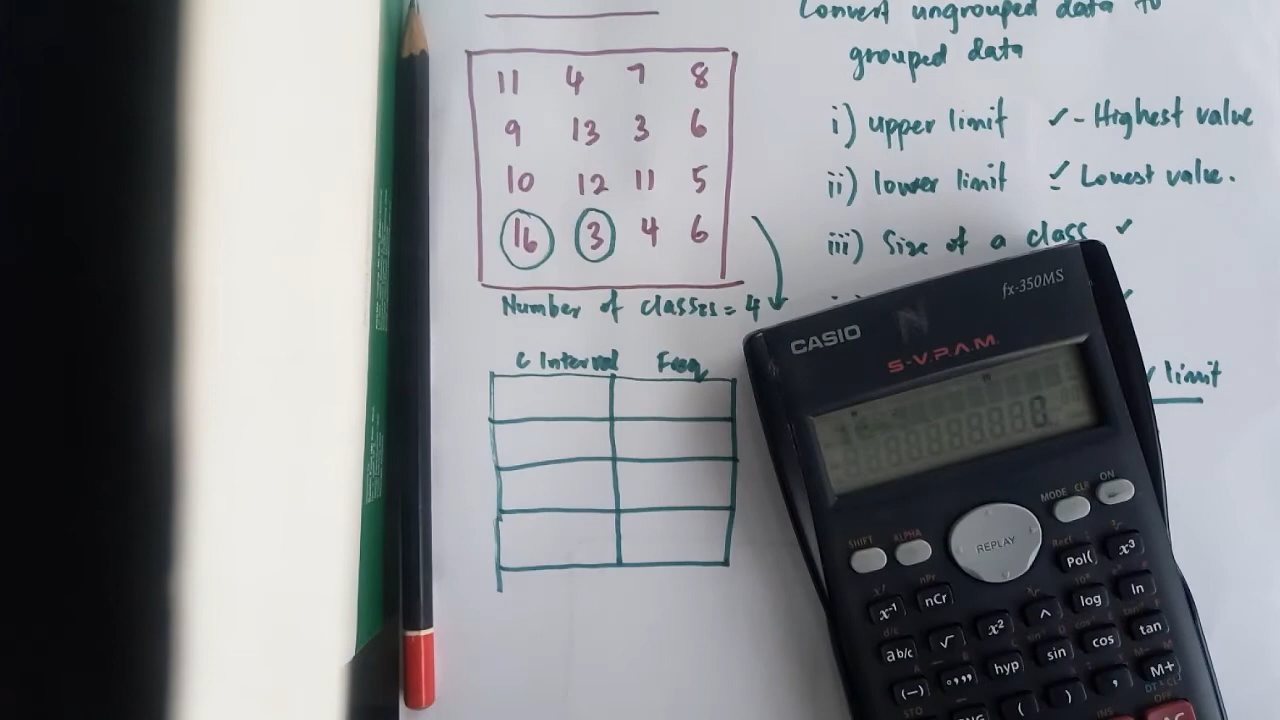 Convert ungrouped data to
grouped data
11 4 7 8
9 13 3 6
10 12 11 5
16 3 4 6
Number of classes = 4
C Interval Freq
i) upper limit ✓ - Highest value
ii) lower limit ✓ - Lowest value.
iii) Size of a class ✓
limit
CASIO
fx-350MS
S-V.P.A.M.
MODE CLR ON
SHIFT ALPHA
REPLAY
Pol( x³
x⁻¹ nCr
^ log ln
ab/c √ x² sin cos tan
(−) °’” hyp ( ) , M+
AC